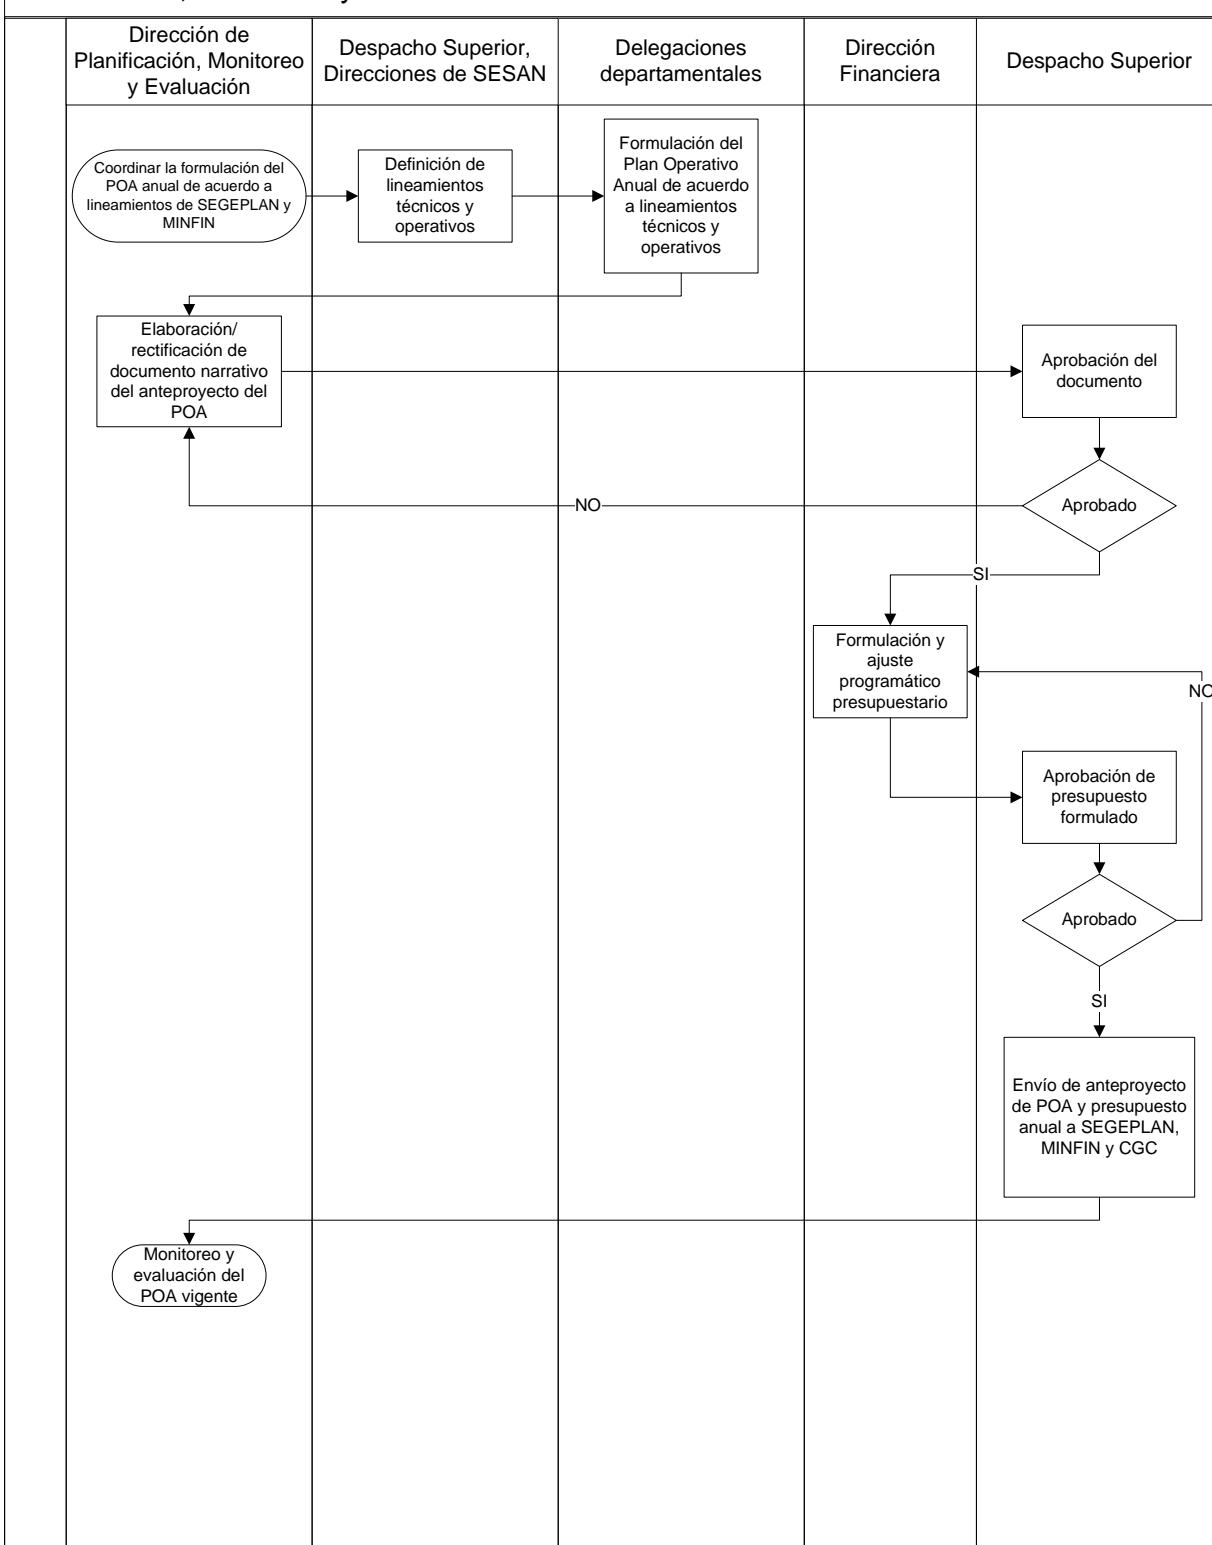 Dirección de
Planificación, Monitoreo
y Evaluación
Despacho Superior,
Direcciones de SESAN
Delegaciones
departamentales
Dirección
Financiera
Despacho Superior
Coordinar la formulación del
POA anual de acuerdo a
lineamientos de SEGEPLAN y
MINFIN
Definición de
lineamientos
técnicos y
operativos
Formulación del
Plan Operativo
Anual de acuerdo
a lineamientos
técnicos y
operativos
Elaboración/
rectificación de
documento narrativo
del anteproyecto del
POA
Aprobación del
documento
Aprobado
NO
SI
Formulación y
ajuste
programático
presupuestario
NO
Aprobación de
presupuesto
formulado
Aprobado
SI
Envío de anteproyecto
de POA y presupuesto
anual a SEGEPLAN,
MINFIN y CGC
Monitoreo y
evaluación del
POA vigente